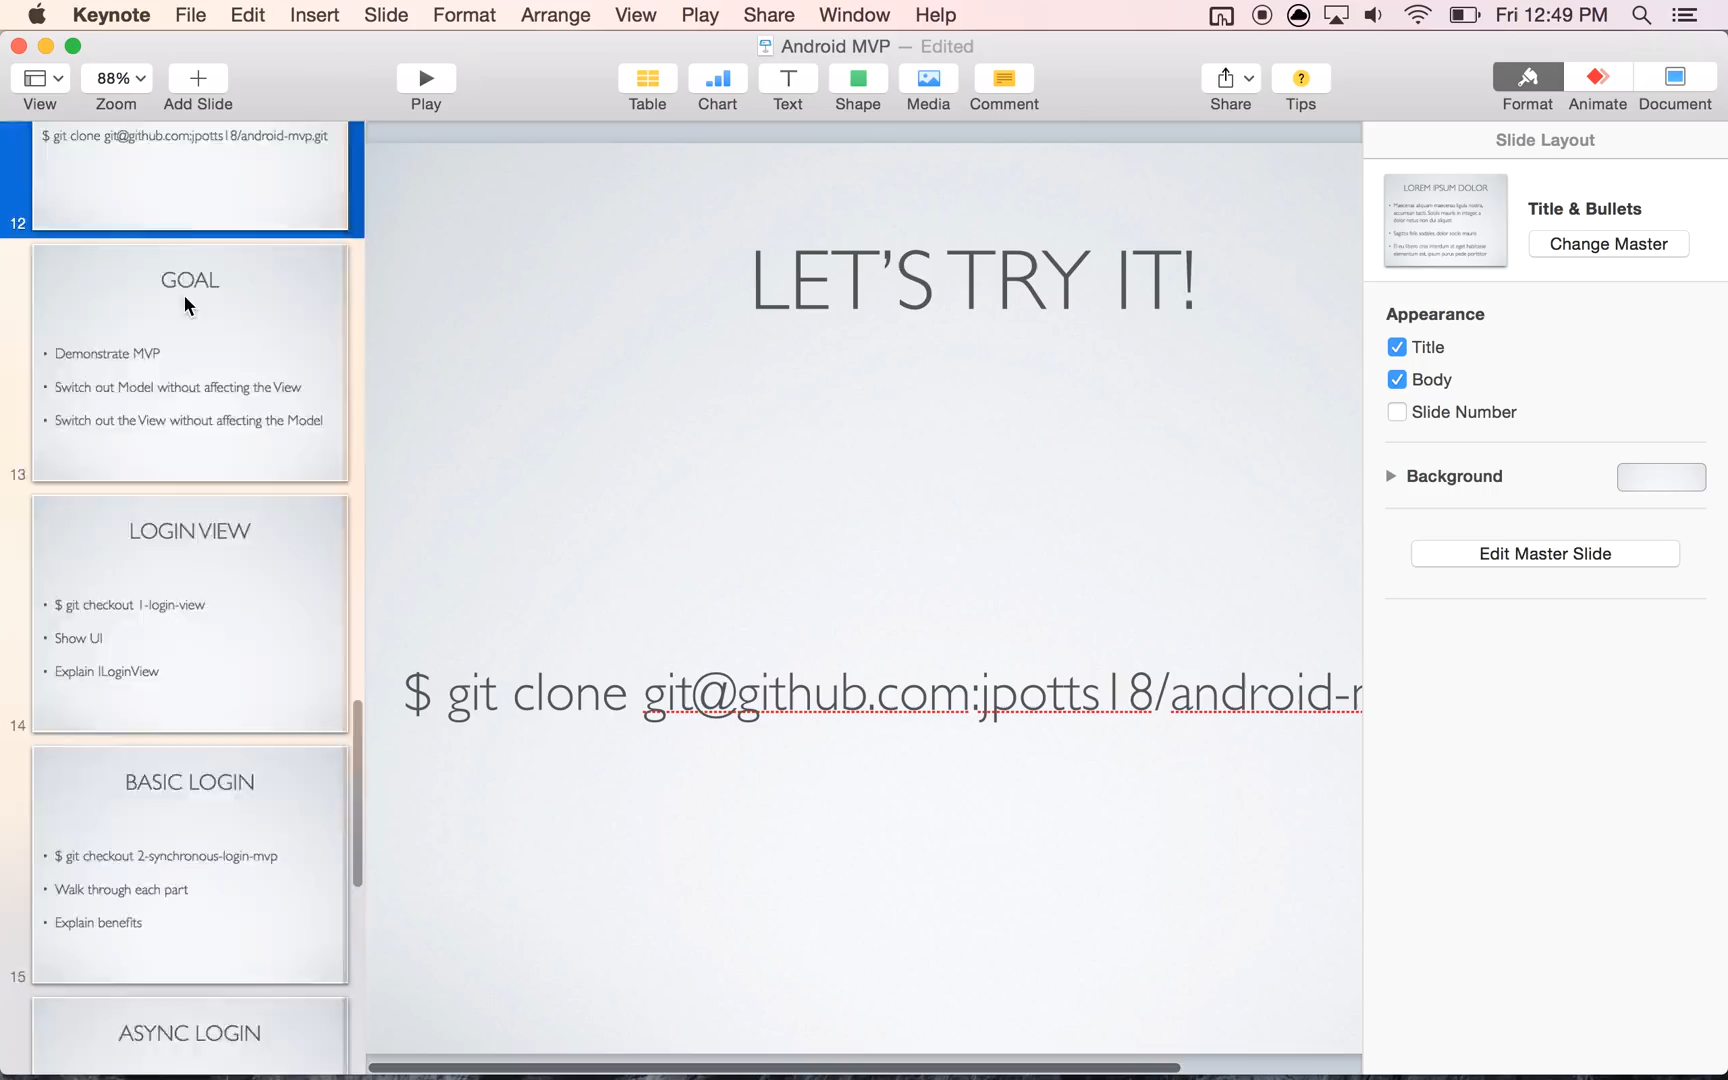 Keynote File Edit Insert Slide Format Arrange View Play Share Window Help Fri 12:49 PM
Android MVP — Edited
88%
View Zoom Add Slide Play Table Chart Text Shape Media Comment Share Tips Format Animate Document
$ git clone git@github.com:jpotts18/android-mvp.git
12
GOAL
• Demonstrate MVP
• Switch out Model without affecting the View
• Switch out the View without affecting the Model
13
LOGIN VIEW
• $ git checkout 1-login-view
• Show UI
• Explain ILoginView
14
BASIC LOGIN
• $ git checkout 2-synchronous-login-mvp
• Walk through each part
• Explain benefits
15
ASYNC LOGIN
LET’S TRY IT!
$ git clone git@github.com:jpotts18/android-
Slide Layout
LOREM IPSUM DOLOR
Title & Bullets
Change Master
Appearance
Title
Body
Slide Number
Background
Edit Master Slide